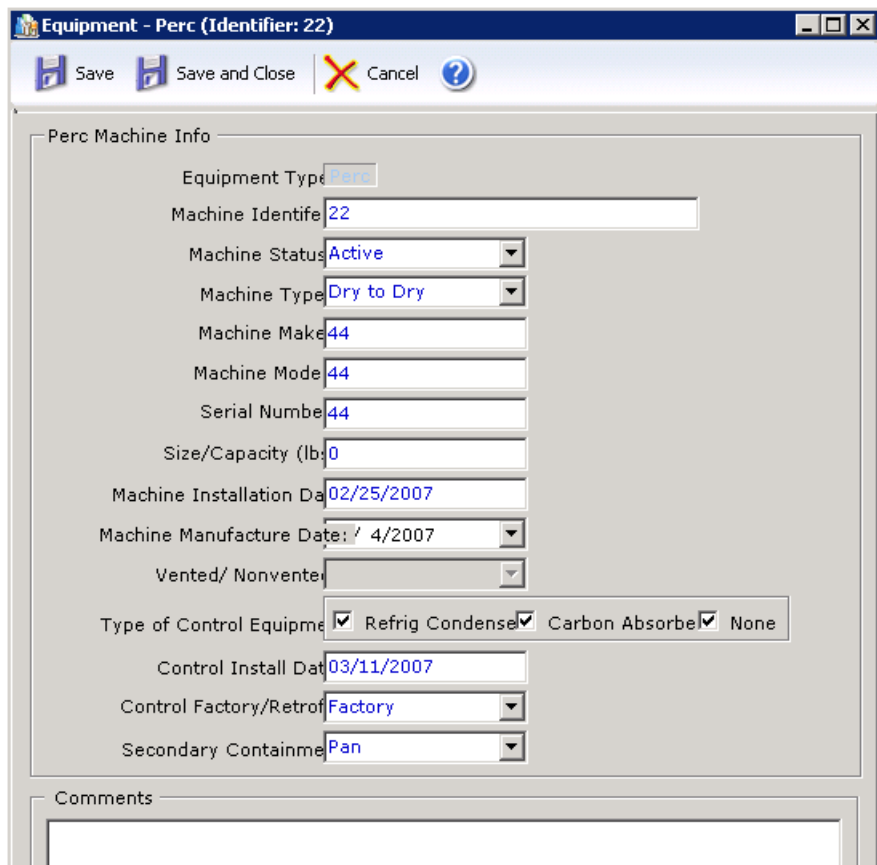 Equipment - Perc (Identifier: 22)
Save Save and Close Cancel ?
Perc Machine Info
Equipment Type Perc
Machine Identife 22
Machine Status Active
Machine Type Dry to Dry
Machine Make 44
Machine Mode 44
Serial Numbe 44
Size/Capacity (lb 0
Machine Installation Da 02/25/2007
Machine Manufacture Date: / 4/2007
Vented/ Nonvente
Type of Control Equipme Refrig Condense Carbon Absorbe None
Control Install Dat 03/11/2007
Control Factory/Retrof Factory
Secondary Containme Pan
Comments